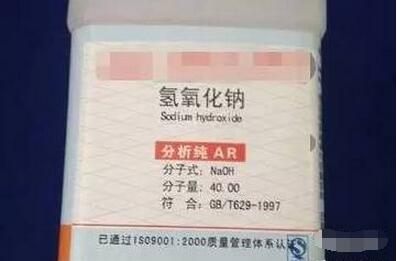 氢氧化钠
Sodium hydroxide
分析纯 AR
分子式: NaOH
分子量: 40.00
符 合: GB/T629-1997
已通过ISO9001:2000质量管理体系认